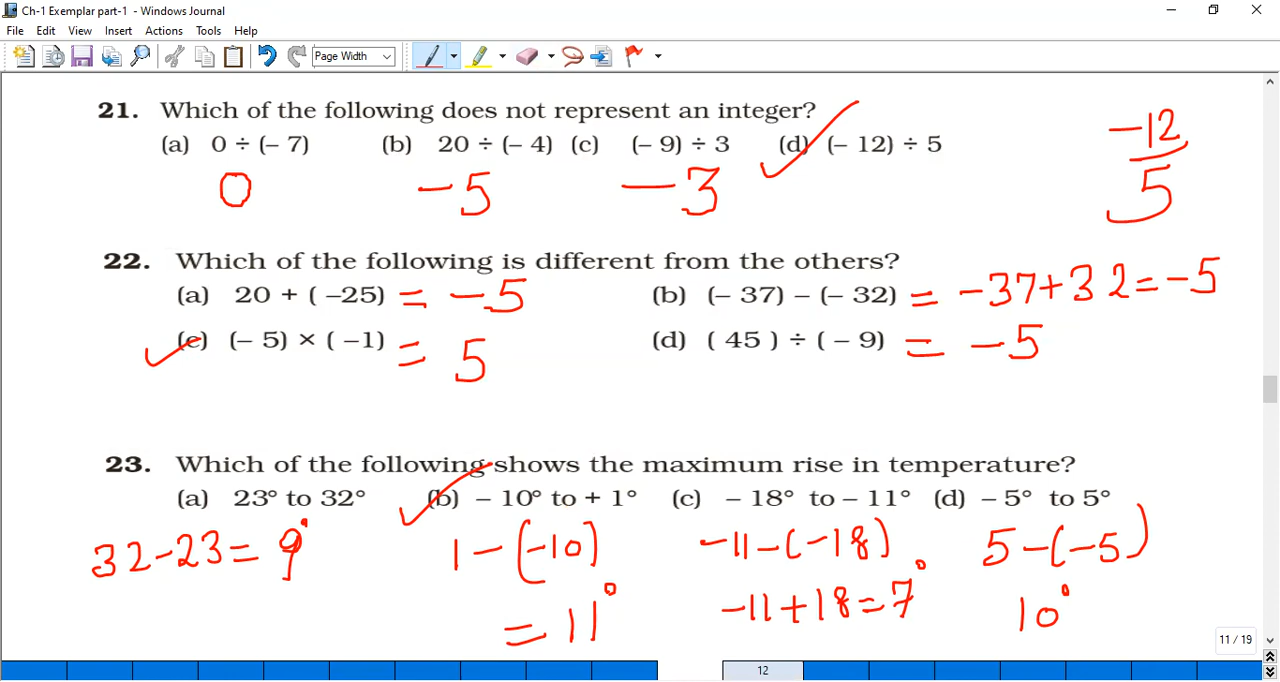 Ch-1 Exemplar part-1 - Windows Journal
File Edit View Insert Actions Tools Help
Page Width
21. Which of the following does not represent an integer?
(a) 0 ÷ (– 7) (b) 20 ÷ (– 4) (c) (– 9) ÷ 3 (d) (– 12) ÷ 5
0 -5 -3 -12/5
22. Which of the following is different from the others?
(a) 20 + ( –25) = -5 (b) (– 37) – (– 32) = -37+32=-5
(c) (– 5) × ( –1) = 5 (d) ( 45 ) ÷ ( – 9) = -5
23. Which of the following shows the maximum rise in temperature?
(a) 23° to 32° (b) – 10° to + 1° (c) – 18° to – 11° (d) – 5° to 5°
32-23=9° 1-(-10) -11-(-18) 5-(-5)
=11° -11+18=7° 10°
11 / 19
12